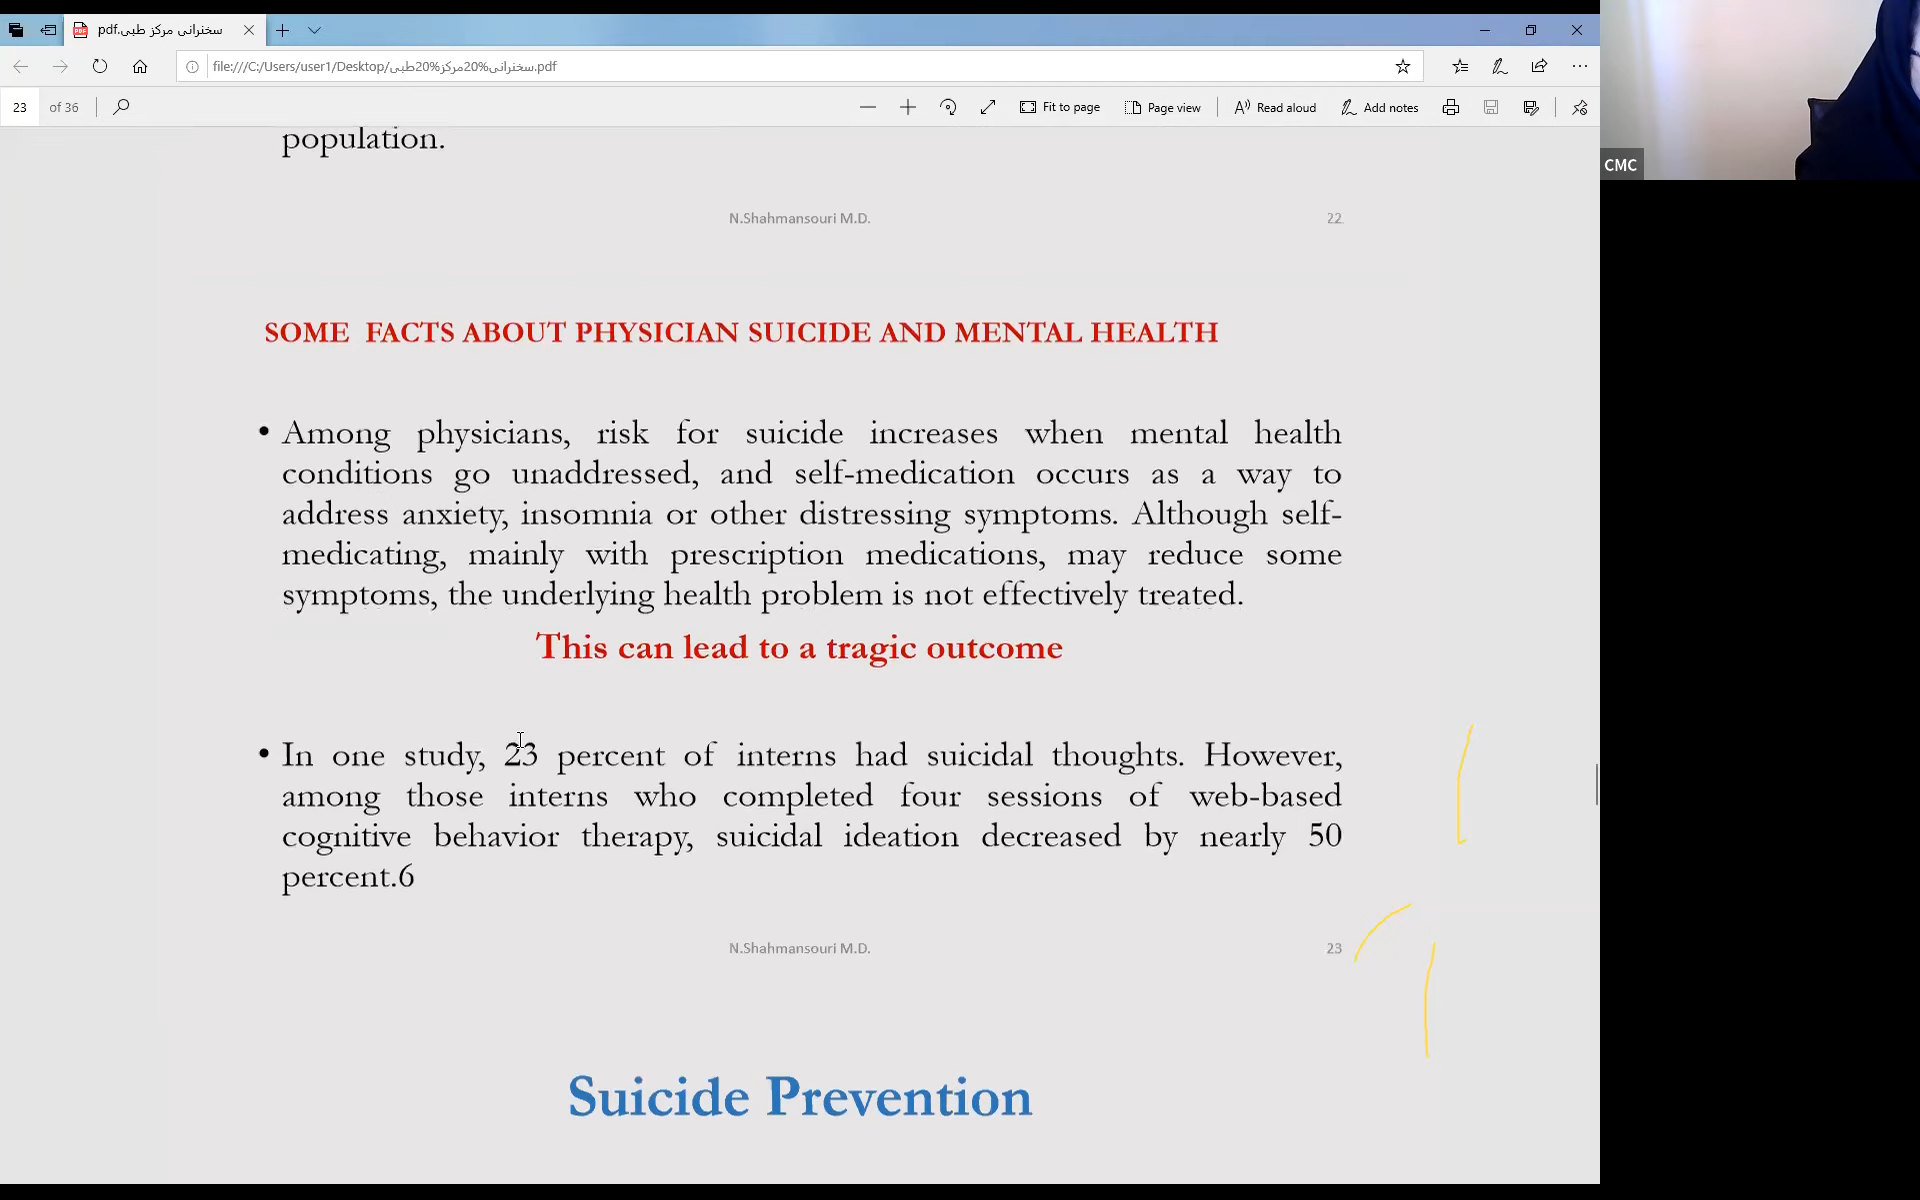 سخنرانی مرکز طبی.pdf
file:///C:/Users/user1/Desktop/سخنرانی%20مرکز%20طبی.pdf
23 of 36
Fit to page
Page view
Read aloud
Add notes
CMC
population.
N.Shahmansouri M.D.
22
SOME FACTS ABOUT PHYSICIAN SUICIDE AND MENTAL HEALTH
• Among physicians, risk for suicide increases when mental health
conditions go unaddressed, and self-medication occurs as a way to
address anxiety, insomnia or other distressing symptoms. Although self-
medicating, mainly with prescription medications, may reduce some
symptoms, the underlying health problem is not effectively treated.
This can lead to a tragic outcome
• In one study, 23 percent of interns had suicidal thoughts. However,
among those interns who completed four sessions of web-based
cognitive behavior therapy, suicidal ideation decreased by nearly 50
percent.6
N.Shahmansouri M.D.
23
Suicide Prevention